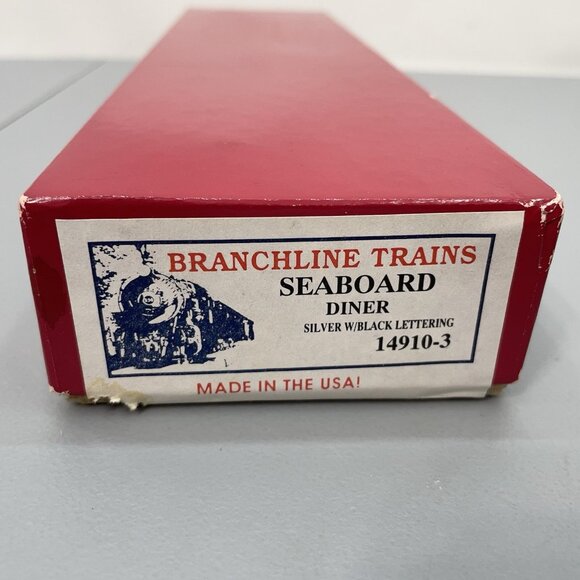 BRANCHLINE TRAINS
SEABOARD
DINER
SILVER W/BLACK LETTERING
14910-3
MADE IN THE USA!